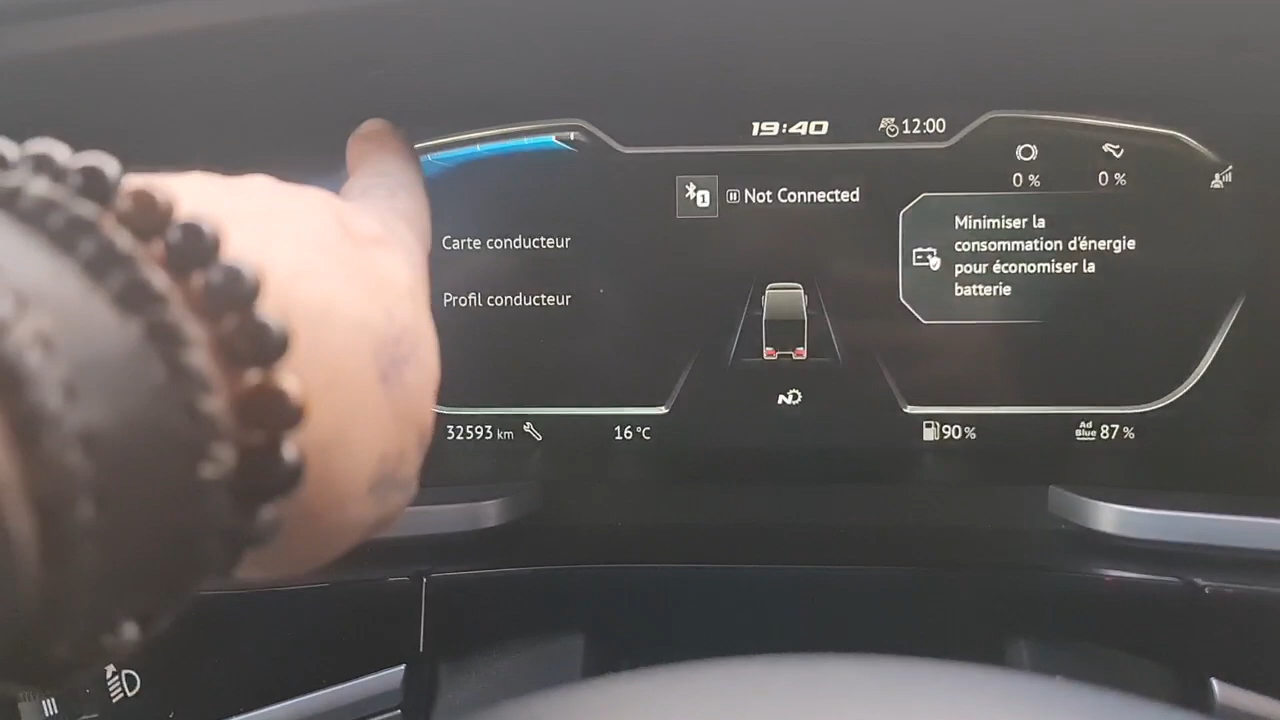 19:40
12:00
0 %
0 %
1
Not Connected
Carte conducteur
Profil conducteur
Minimiser la
consommation d'énergie
pour économiser la
batterie
N
32593 km
16 °C
90 %
Ad
Blue 87 %